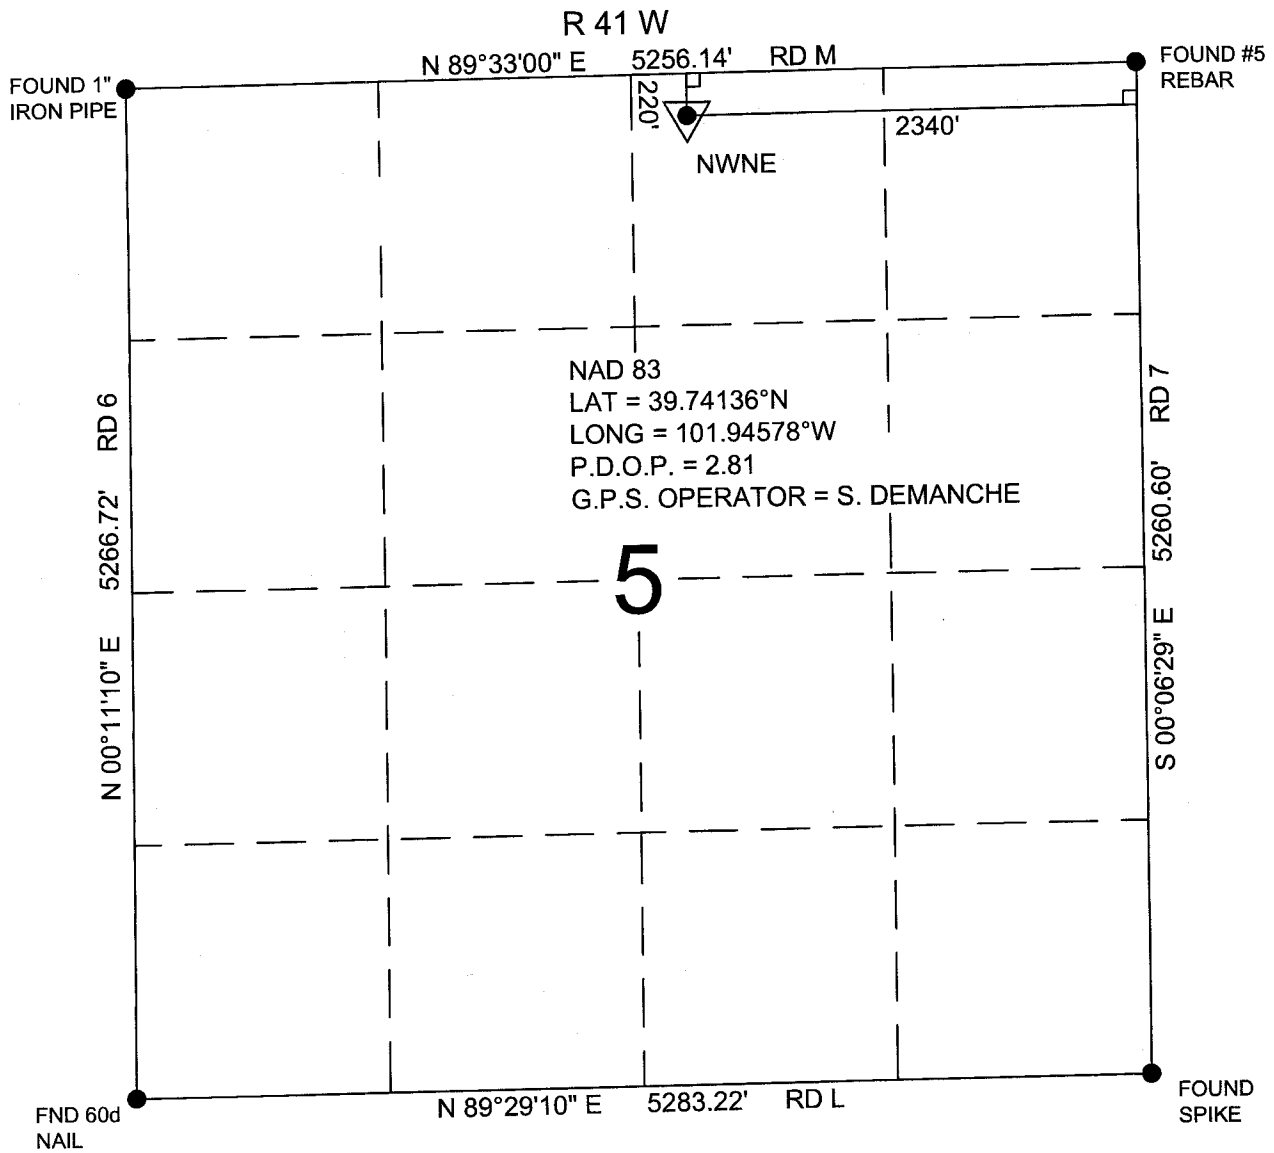 R 41 W
N 89°33'00" E 5256.14' RD M
FOUND #5
REBAR
FOUND 1"
IRON PIPE
220'
2340'
NWNE
NAD 83
LAT = 39.74136°N
LONG = 101.94578°W
P.D.O.P. = 2.81
G.P.S. OPERATOR = S. DEMANCHE
N 00°11'10" E 5266.72' RD 6
S 00°06'29" E 5260.60' RD 7
5
FND 60d
NAIL
N 89°29'10" E 5283.22' RD L
FOUND
SPIKE